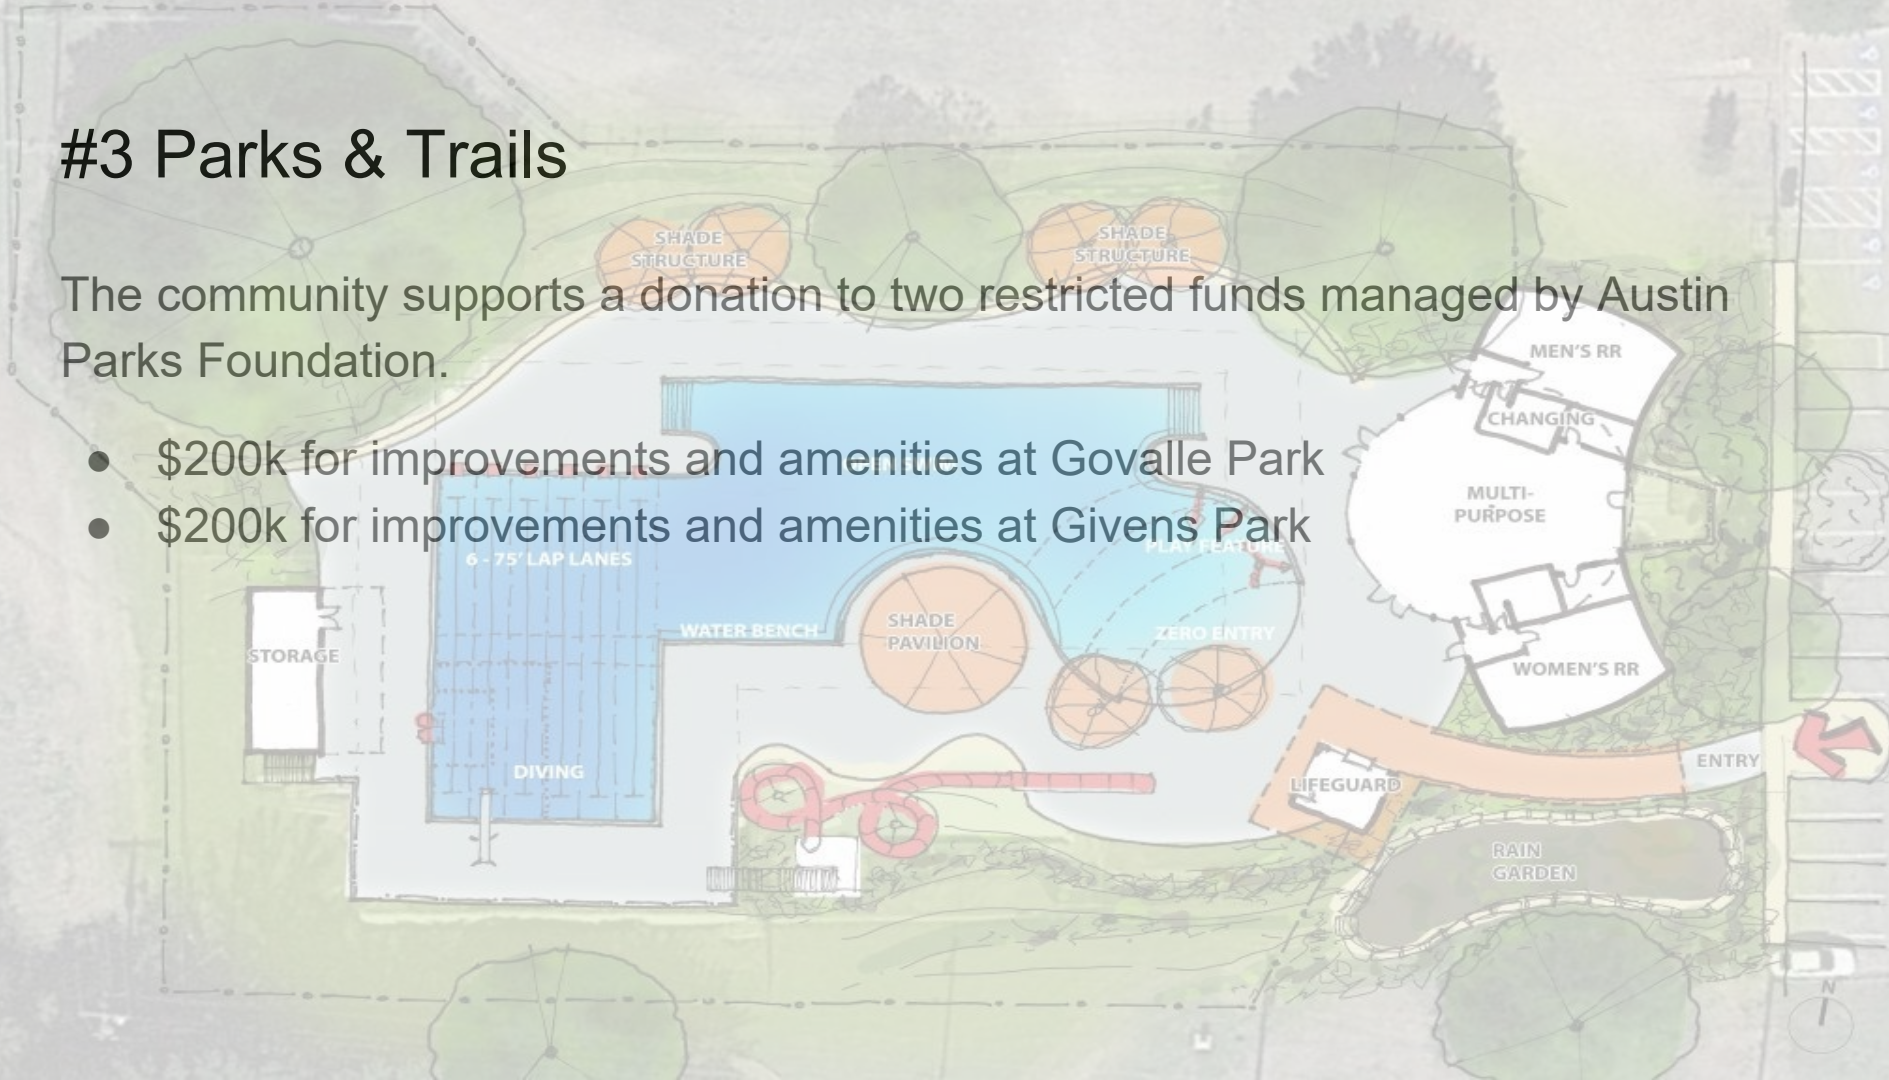 #3 Parks & Trails
SHADE
STRUCTURE
SHADE
STRUCTURE
The community supports a donation to two restricted funds managed by Austin
Parks Foundation.
MEN'S RR
CHANGING
● $200k for improvements and amenities at Govalle Park
● $200k for improvements and amenities at Givens Park
MULTI-
PURPOSE
PLAY FEATURE
6 - 75' LAP LANES
WATER BENCH
SHADE
PAVILION
ZERO ENTRY
STORAGE
WOMEN'S RR
DIVING
LIFEGUARD
ENTRY
RAIN
GARDEN
N